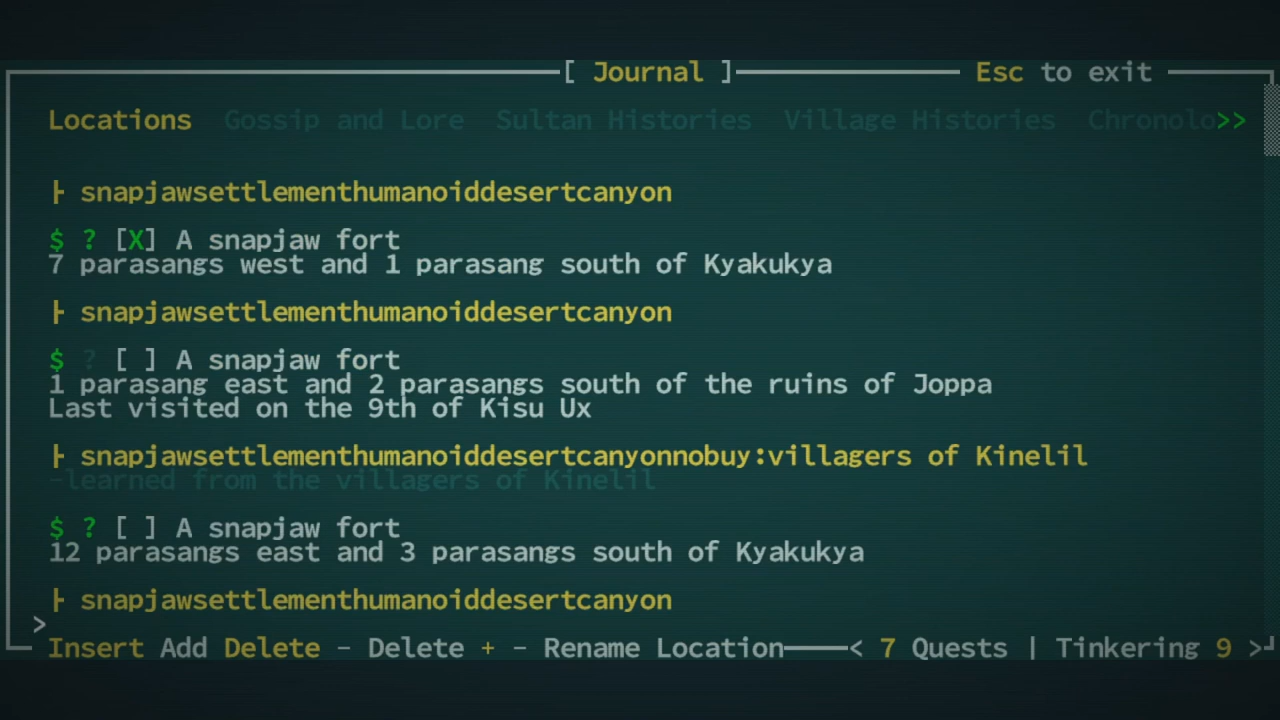 [ Journal ] Esc to exit
Locations Gossip and Lore Sultan Histories Village Histories Chronolo>>
├ snapjawsettlementhumanoiddesertcanyon
$ ? [X] A snapjaw fort
7 parasangs west and 1 parasang south of Kyakukya
├ snapjawsettlementhumanoiddesertcanyon
$ ? [ ] A snapjaw fort
1 parasang east and 2 parasangs south of the ruins of Joppa
Last visited on the 9th of Kisu Ux
├ snapjawsettlementhumanoiddesertcanyonnobuy:villagers of Kinelil
-learned from the villagers of Kinelil
$ ? [ ] A snapjaw fort
12 parasangs east and 3 parasangs south of Kyakukya
├ snapjawsettlementhumanoiddesertcanyon
>
Insert Add Delete - Delete + - Rename Location < 7 Quests | Tinkering 9 >